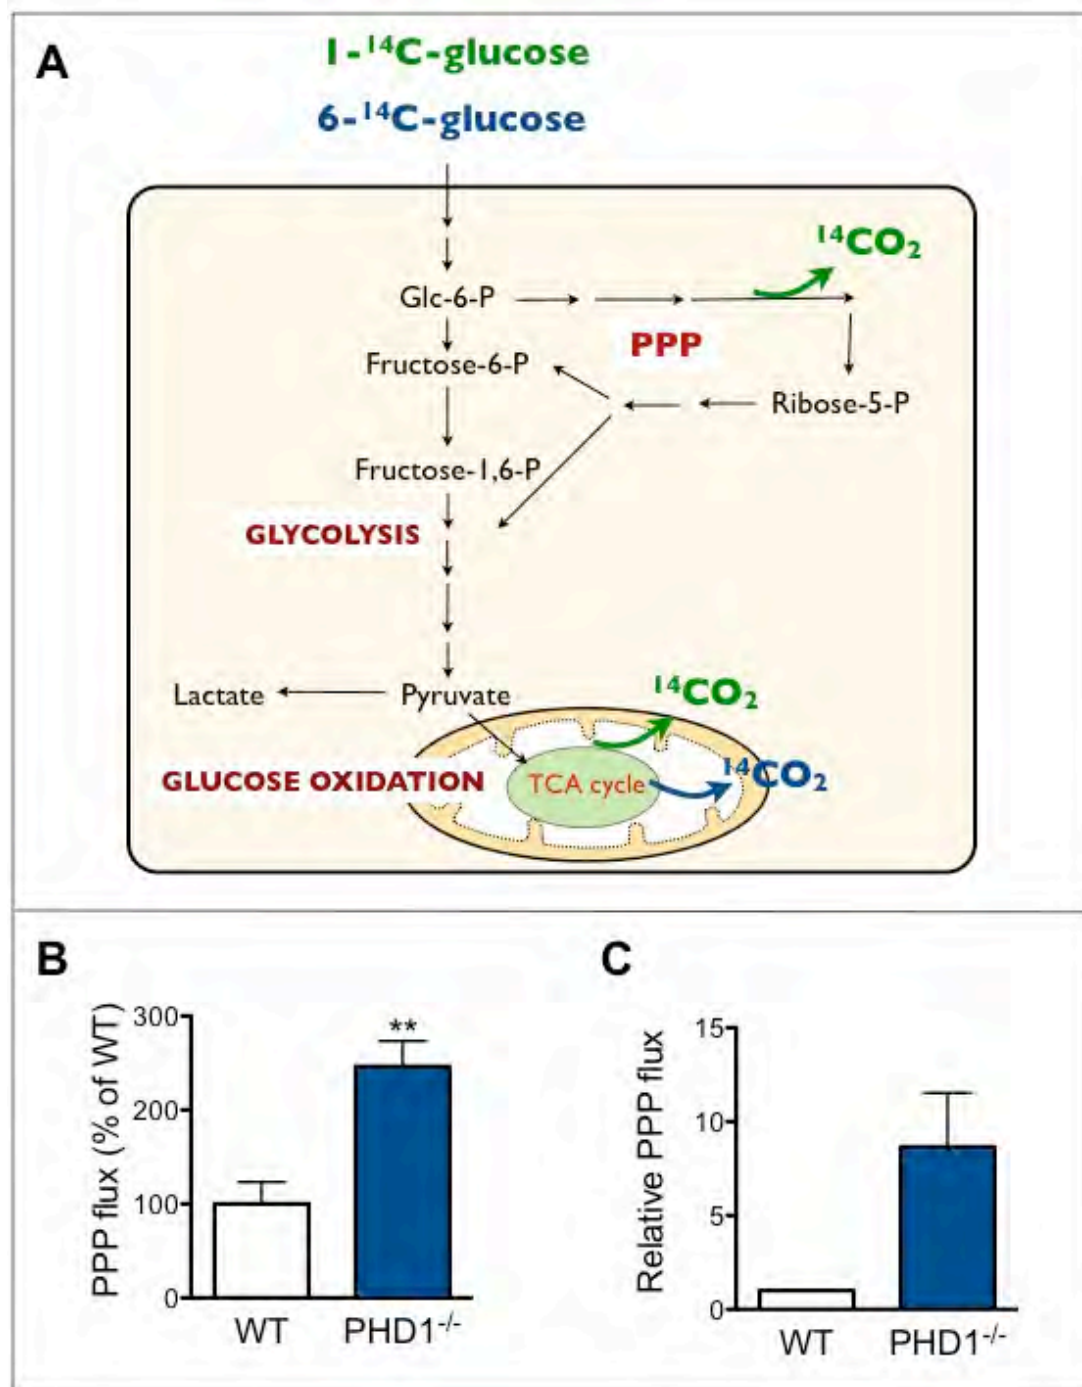 A
1-¹⁴C-glucose
6-¹⁴C-glucose
¹⁴CO₂
Glc-6-P
PPP
Fructose-6-P
Ribose-5-P
Fructose-1,6-P
GLYCOLYSIS
Lactate
Pyruvate
¹⁴CO₂
GLUCOSE OXIDATION
TCA cycle
¹⁴CO₂
B
PPP flux (% of WT)
300
200
100
0
**
WT
PHD1⁻/⁻
C
Relative PPP flux
15
10
5
0
WT
PHD1⁻/⁻